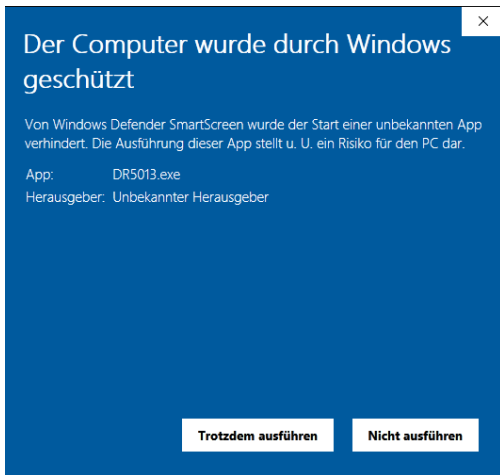 Der Computer wurde durch Windows
geschützt
Von Windows Defender SmartScreen wurde der Start einer unbekannten App
verhindert. Die Ausführung dieser App stellt u. U. ein Risiko für den PC dar.
App: DR5013.exe
Herausgeber: Unbekannter Herausgeber
Trotzdem ausführen Nicht ausführen